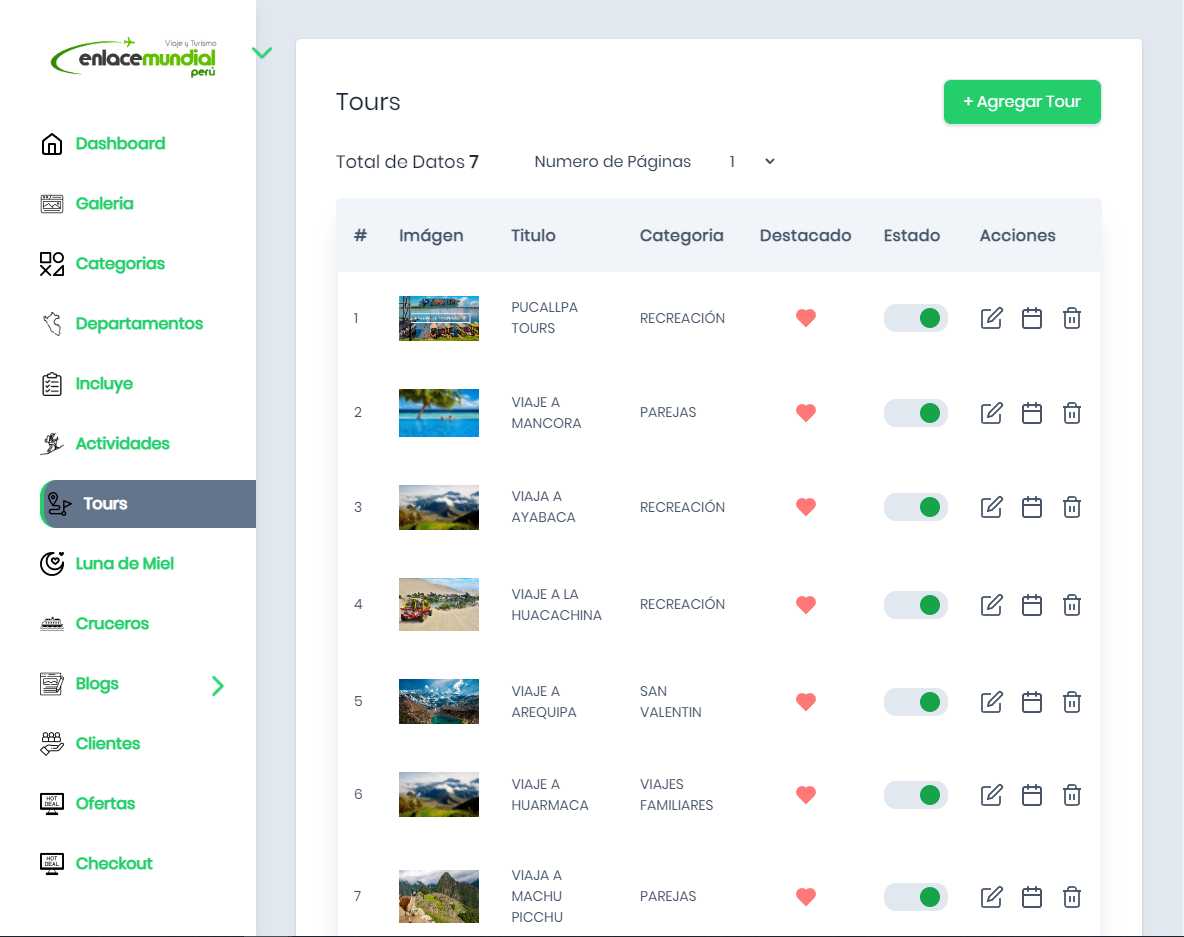 Viaje y Turismo
enlacemundial
perú
Dashboard
Galeria
Categorias
Departamentos
Incluye
Actividades
Tours
Luna de Miel
Cruceros
Blogs
Clientes
HOT
DEAL
Ofertas
HOT
DEAL
Checkout
Tours
+ Agregar Tour
Total de Datos 7
Numero de Páginas 1
# Imágen Titulo Categoria Destacado Estado Acciones
1 PUCALLPA TOURS RECREACIÓN
2 VIAJE A MANCORA PAREJAS
3 VIAJA A AYABACA RECREACIÓN
4 VIAJE A LA HUACACHINA RECREACIÓN
5 VIAJE A AREQUIPA SAN VALENTIN
6 VIAJE A HUARMACA VIAJES FAMILIARES
7 VIAJA A MACHU PICCHU PAREJAS